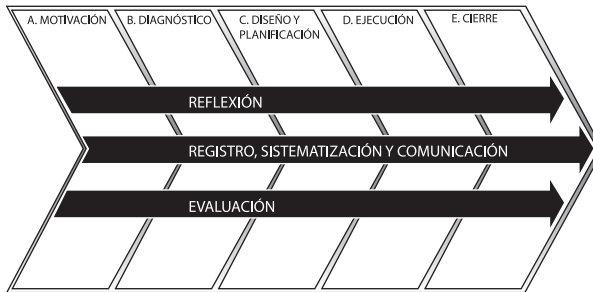 A. MOTIVACIÓN
B. DIAGNÓSTICO
C. DISEÑO Y
PLANIFICACIÓN
D. EJECUCIÓN
E. CIERRE
REFLEXIÓN
REGISTRO, SISTEMATIZACIÓN Y COMUNICACIÓN
EVALUACIÓN